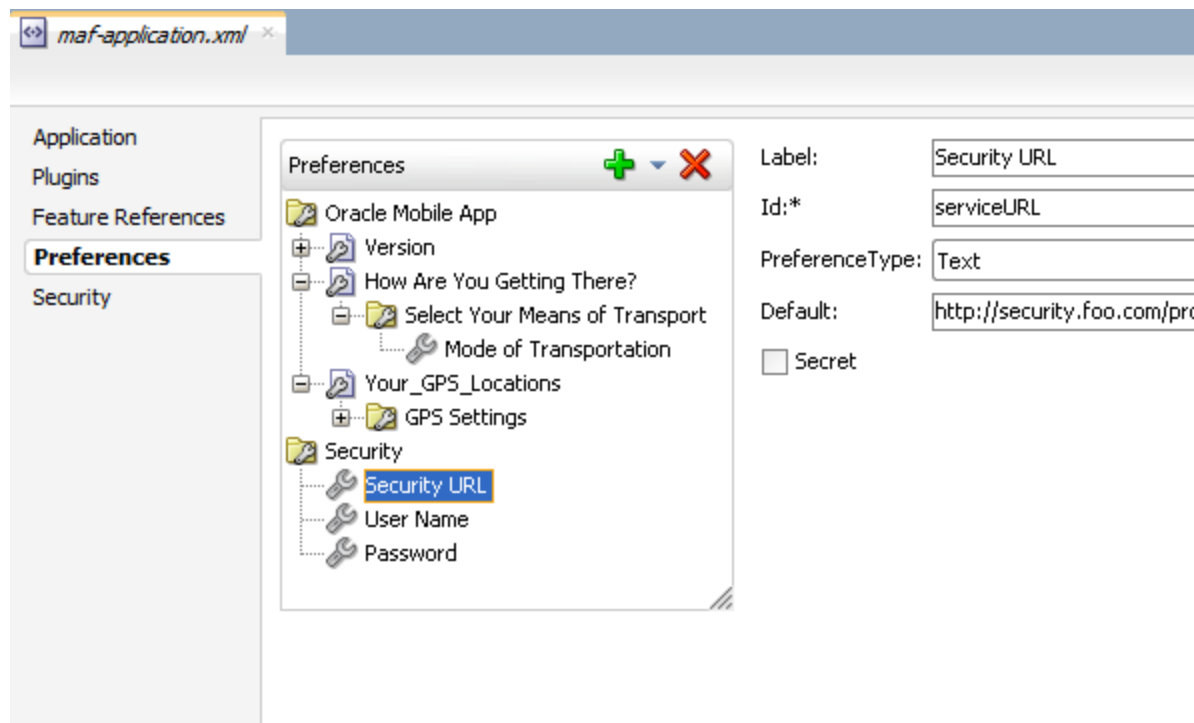 maf-application.xml
Application
Plugins
Feature References
Preferences
Security
Preferences
Oracle Mobile App
Version
How Are You Getting There?
Select Your Means of Transport
Mode of Transportation
Your_GPS_Locations
GPS Settings
Security
Security URL
User Name
Password
Label: Security URL
Id:* serviceURL
PreferenceType: Text
Default: http://security.foo.com/pro
Secret